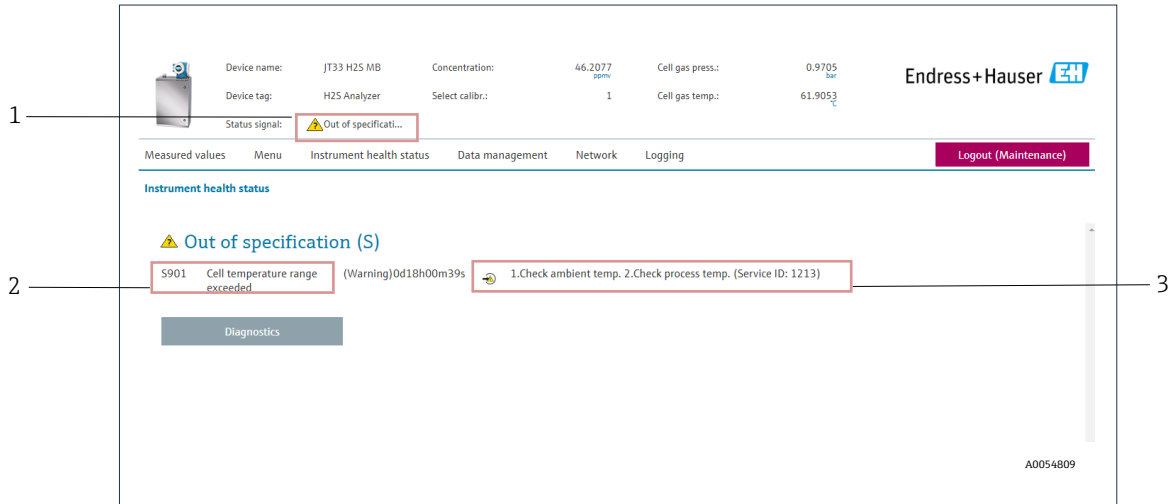 Device name: JT33 H2S MB Concentration: 46.2077 ppmv Cell gas press.: 0.9705 bar
Endress+Hauser EH
Device tag: H2S Analyzer Select calibr.: 1 Cell gas temp.: 61.9053 °C
1
Status signal: Out of specificati...
Measured values Menu Instrument health status Data management Network Logging Logout (Maintenance)
Instrument health status
Out of specification (S)
2
S901 Cell temperature range exceeded (Warning)0d18h00m39s 1.Check ambient temp. 2.Check process temp. (Service ID: 1213)
3
Diagnostics
A0054809